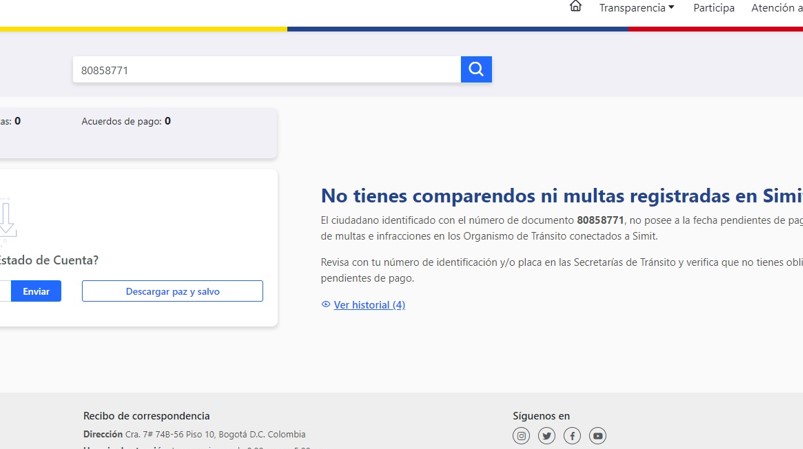 Transparencia
Participa
Atención a
80858771
as: 0
Acuerdos de pago: 0
No tienes comparendos ni multas registradas en Simi
El ciudadano identificado con el número de documento 80858771, no posee a la fecha pendientes de pag
de multas e infracciones en los Organismo de Tránsito conectados a Simit.
Revisa con tu número de identificación y/o placa en las Secretarías de Tránsito y verifica que no tienes obli
pendientes de pago.
Ver historial (4)
Estado de Cuenta?
Enviar
Descargar paz y salvo
Recibo de correspondencia
Dirección Cra. 7# 74B-56 Piso 10, Bogotá D.C. Colombia
Síguenos en